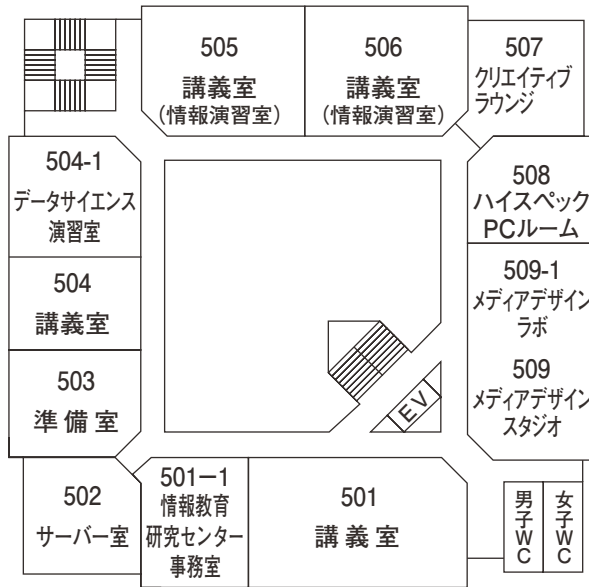 505
講義室
(情報演習室)
506
講義室
(情報演習室)
507
クリエイティブ
ラウンジ
504-1
データサイエンス
演習室
508
ハイスペック
PCルーム
504
講義室
509-1
メディアデザイン
ラボ
503
準備室
509
メディアデザイン
スタジオ
EV
502
サーバー室
501-1
情報教育
研究センター
事務室
501
講義室
男子WC
女子WC